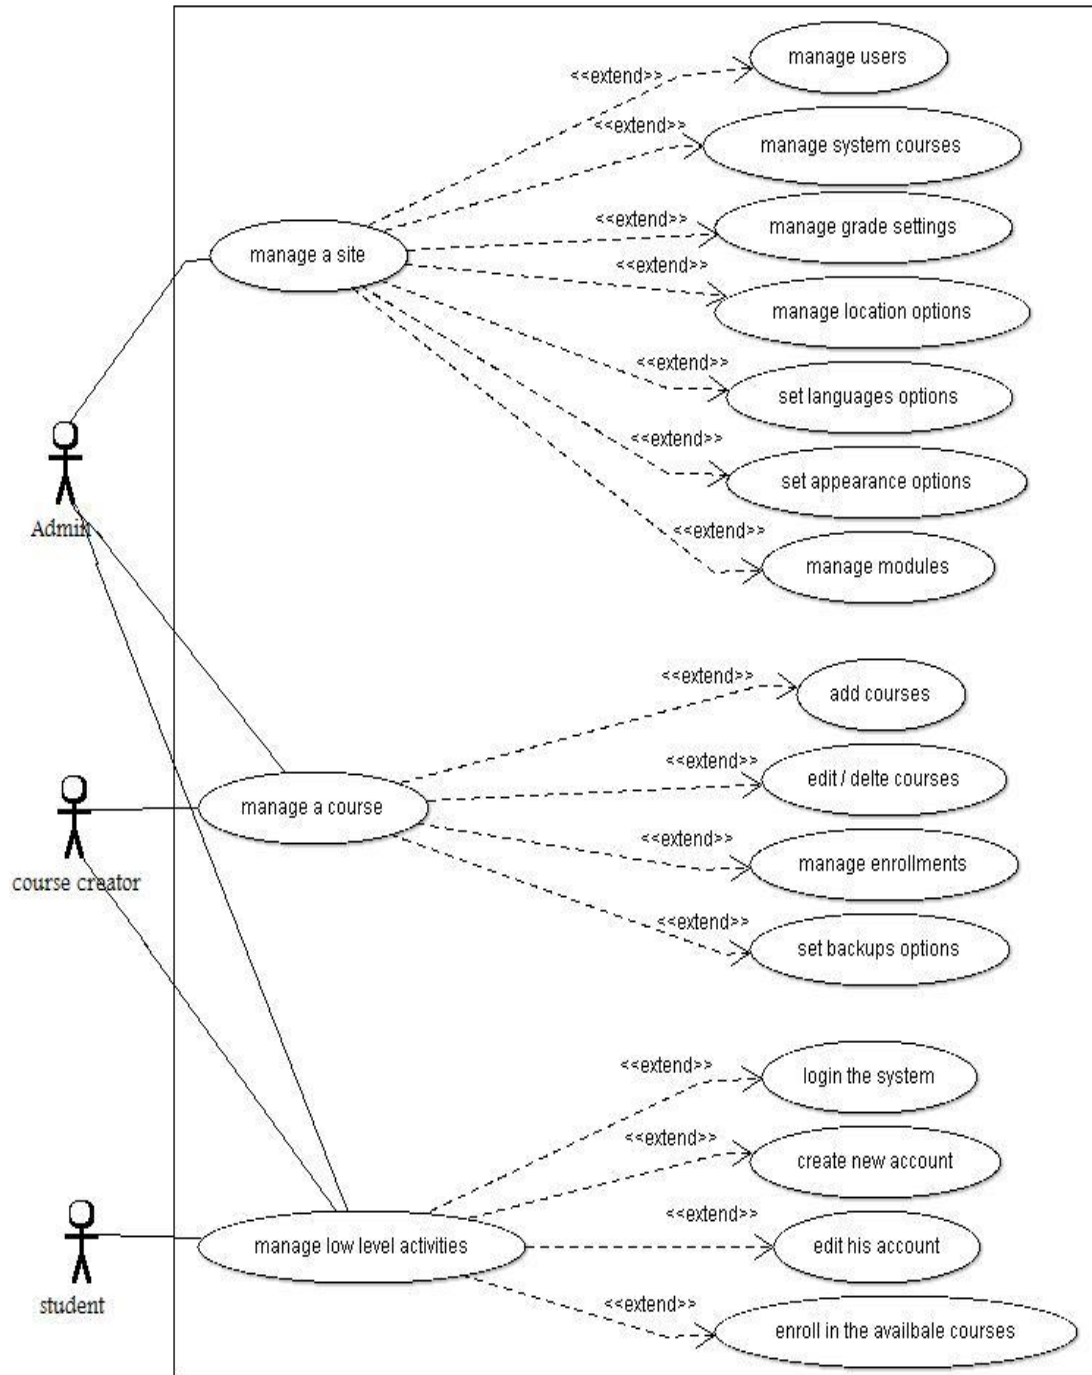 manage users
<<extend>>
<<extend>>
manage system courses
<<extend>>
manage grade settings
manage a site
<<extend>>
manage location options
<<extend>>
set languages options
<<extend>>
set appearance options
Admin
<<extend>>
manage modules
<<extend>>
add courses
<<extend>>
edit / delte courses
manage a course
<<extend>>
manage enrollments
course creator
<<extend>>
set backups options
<<extend>>
login the system
<<extend>>
create new account
<<extend>>
edit his account
manage low level activities
student
<<extend>>
enroll in the availbale courses